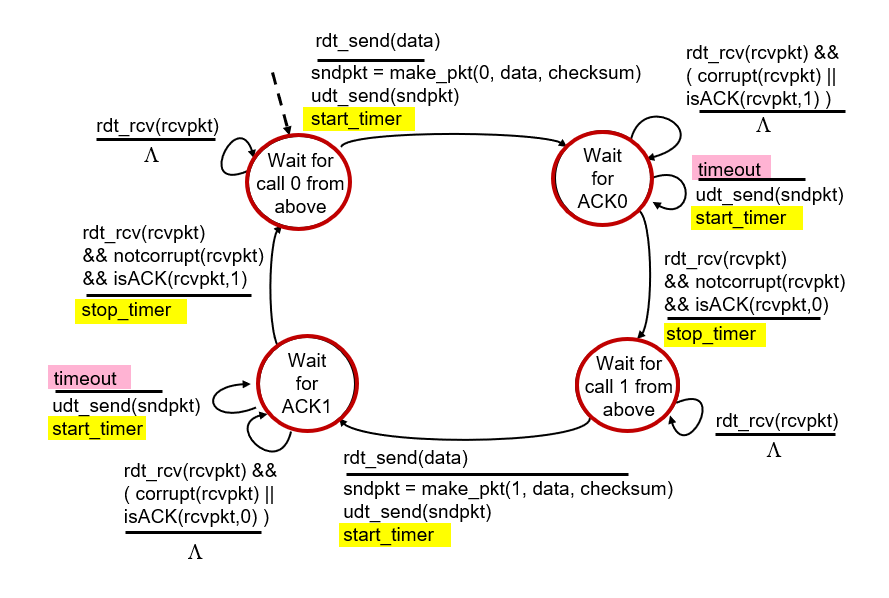 rdt_send(data)
sndpkt = make_pkt(0, data, checksum)
udt_send(sndpkt)
start_timer
rdt_rcv(rcvpkt) &&
( corrupt(rcvpkt) ||
isACK(rcvpkt,1) )
Λ
rdt_rcv(rcvpkt)
Λ
Wait for
call 0 from
above
Wait
for
ACK0
timeout
udt_send(sndpkt)
start_timer
rdt_rcv(rcvpkt)
&& notcorrupt(rcvpkt)
&& isACK(rcvpkt,1)
stop_timer
rdt_rcv(rcvpkt)
&& notcorrupt(rcvpkt)
&& isACK(rcvpkt,0)
stop_timer
timeout
udt_send(sndpkt)
start_timer
Wait
for
ACK1
Wait for
call 1 from
above
rdt_rcv(rcvpkt)
Λ
rdt_rcv(rcvpkt) &&
( corrupt(rcvpkt) ||
isACK(rcvpkt,0) )
Λ
rdt_send(data)
sndpkt = make_pkt(1, data, checksum)
udt_send(sndpkt)
start_timer